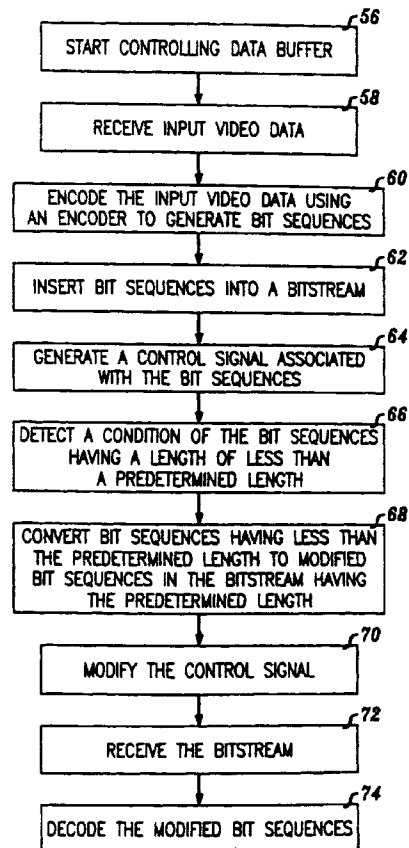 56
START CONTROLLING DATA BUFFER
58
RECEIVE INPUT VIDEO DATA
60
ENCODE THE INPUT VIDEO DATA USING
AN ENCODER TO GENERATE BIT SEQUENCES
62
INSERT BIT SEQUENCES INTO A BITSTREAM
64
GENERATE A CONTROL SIGNAL ASSOCIATED
WITH THE BIT SEQUENCES
66
DETECT A CONDITION OF THE BIT SEQUENCES
HAVING A LENGTH OF LESS THAN
A PREDETERMINED LENGTH
68
CONVERT BIT SEQUENCES HAVING LESS THAN
THE PREDETERMINED LENGTH TO MODIFIED
BIT SEQUENCES IN THE BITSTREAM HAVING
THE PREDETERMINED LENGTH
70
MODIFY THE CONTROL SIGNAL
72
RECEIVE THE BITSTREAM
74
DECODE THE MODIFIED BIT SEQUENCES